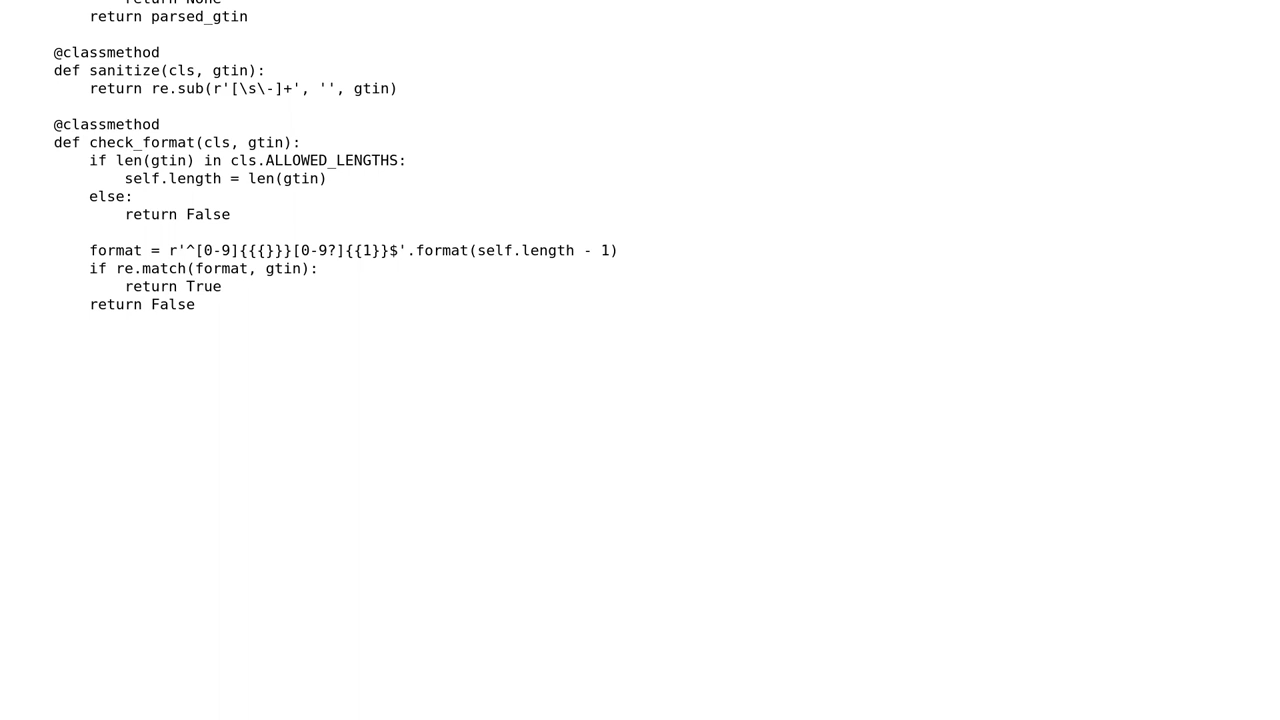 return None
return parsed_gtin
@classmethod
def sanitize(cls, gtin):
return re.sub(r'[\s\-]+', '', gtin)
@classmethod
def check_format(cls, gtin):
if len(gtin) in cls.ALLOWED_LENGTHS:
self.length = len(gtin)
else:
return False
format = r'^[0-9]{{{}}}[0-9?]{{1}}$'.format(self.length - 1)
if re.match(format, gtin):
return True
return False